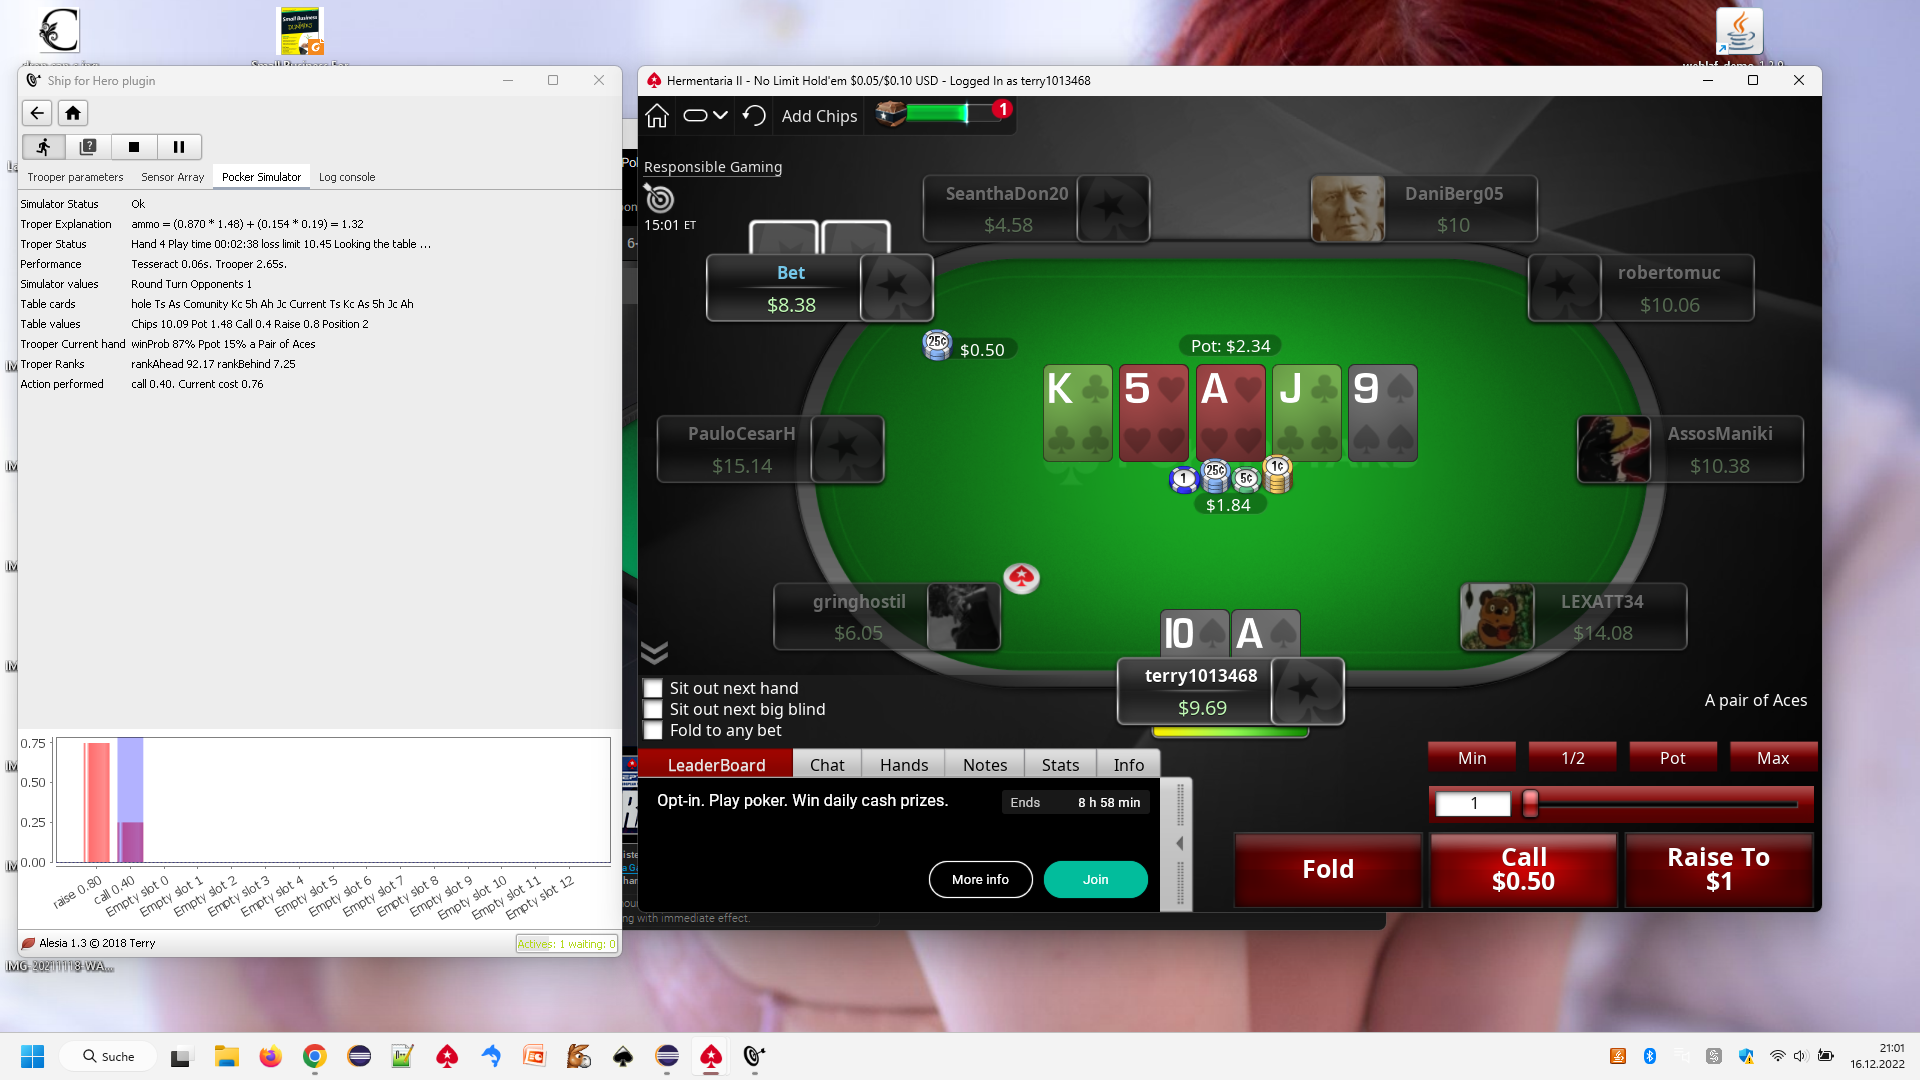 Small Business
DUMMIES
Ship for Hero plugin
Trooper parameters
Sensor Array
Pocker Simulator
Log console
Simulator Status Ok
Troper Explanation ammo = (0.870 * 1.48) + (0.154 * 0.19) = 1.32
Troper Status Hand 4 Play time 00:02:38 loss limit 10.45 Looking the table ...
Performance Tesseract 0.06s. Trooper 2.65s.
Simulator values Round Turn Opponents 1
Table cards hole Ts As Comunity Kc 5h Ah Jc Current Ts Kc As 5h Jc Ah
Table values Chips 10.09 Pot 1.48 Call 0.4 Raise 0.8 Position 2
Trooper Current hand winProb 87% Ppot 15% a Pair of Aces
Troper Ranks rankAhead 92.17 rankBehind 7.25
Action performed call 0.40. Current cost 0.76
0.75
0.50
0.25
0.00
raise 0.80
call 0.40
Empty slot 0
Empty slot 1
Empty slot 2
Empty slot 3
Empty slot 4
Empty slot 5
Empty slot 6
Empty slot 7
Empty slot 8
Empty slot 9
Empty slot 10
Empty slot 11
Empty slot 12
Alesia 1.3 © 2018 Terry
Actives: 1 waiting: 0
IMG-20211118-WA...
Hermentaria II - No Limit Hold'em $0.05/$0.10 USD - Logged In as terry1013468
Add Chips
1
Responsible Gaming
15:01 ET
SeanthaDon20
$4.58
DaniBerg05
$10
Bet
$8.38
robertomuc
$10.06
25¢ $0.50
Pot: $2.34
K 5 A J 9
PauloCesarH
$15.14
AssosManiki
$10.38
1 25¢ 5¢ 1¢
$1.84
gringhostil
$6.05
LEXATT34
$14.08
10 A
terry1013468
$9.69
Sit out next hand
Sit out next big blind
Fold to any bet
A pair of Aces
LeaderBoard
Chat
Hands
Notes
Stats
Info
Opt-in. Play poker. Win daily cash prizes.
Ends 8 h 58 min
More info
Join
Min
1/2
Pot
Max
1
Fold
Call
$0.50
Raise To
$1
ng with immediate effect.
Suche
21:01
16.12.2022